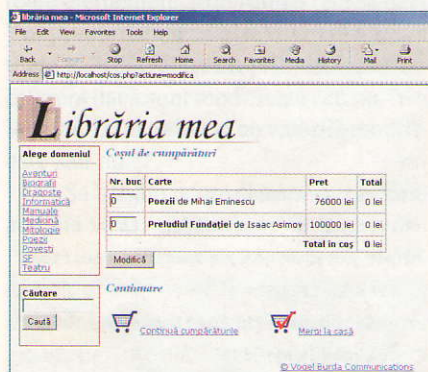 librăria mea - Microsoft Internet Explorer
File Edit View Favorites Tools Help
Back Forward Stop Refresh Home Search Favorites Media History Mail Print
Address http://localhost/cos.php?actiune=modifica
Librăria mea
Alege domeniul
Aventuri
Biografii
Dragoste
Informatică
Manuale
Medicină
Mitologie
Poezii
Povesti
SF
Teatru
Căutare
Caută
Coşul de cumpărături
Nr. buc Carte Pret Total
0 Poezii de Mihai Eminescu 76000 lei 0 lei
0 Preludiul Fundaţiei de Isaac Asimov 100000 lei 0 lei
Total in coş 0 lei
Modifică
Continuare
Continuă cumpărăturile Mergi la casă
© Vogel Burda Communications